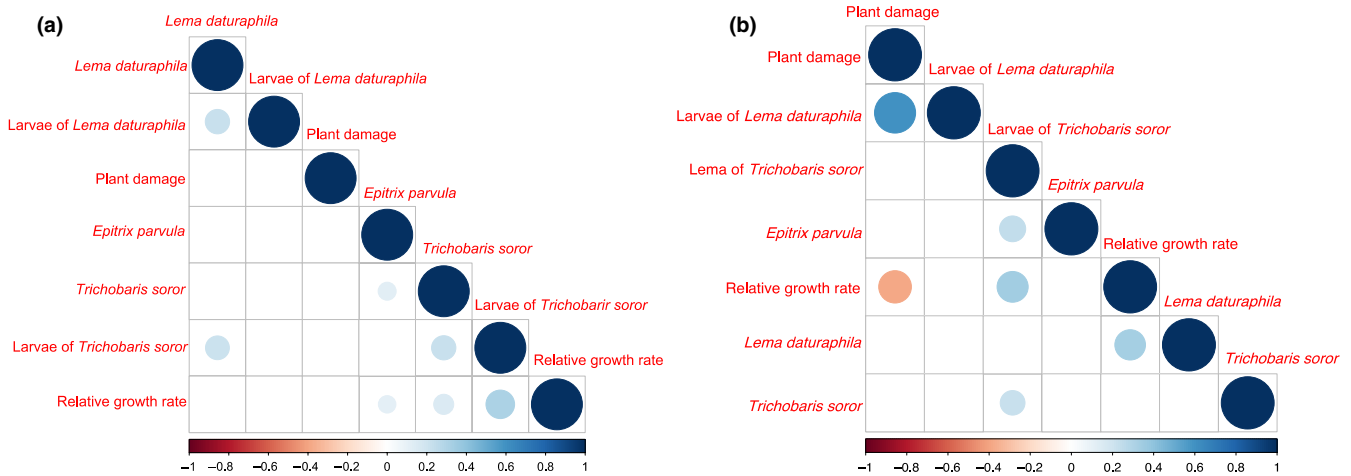 (a)
Lema daturaphila
Lema daturaphila
Larvae of Lema daturaphila
Larvae of Lema daturaphila
Plant damage
Plant damage
Epitrix parvula
Epitrix parvula
Trichobaris soror
Trichobaris soror
Larvae of Trichobarir soror
Larvae of Trichobaris soror
Relative growth rate
Relative growth rate
−1 −0.8 −0.6 −0.4 −0.2 0 0.2 0.4 0.6 0.8 1
(b)
Plant damage
Plant damage
Larvae of Lema daturaphila
Larvae of Lema daturaphila
Larvae of Trichobaris soror
Lema of Trichobaris soror
Epitrix parvula
Epitrix parvula
Relative growth rate
Relative growth rate
Lema daturaphila
Lema daturaphila
Trichobaris soror
Trichobaris soror
−1 −0.8 −0.6 −0.4 −0.2 0 0.2 0.4 0.6 0.8 1